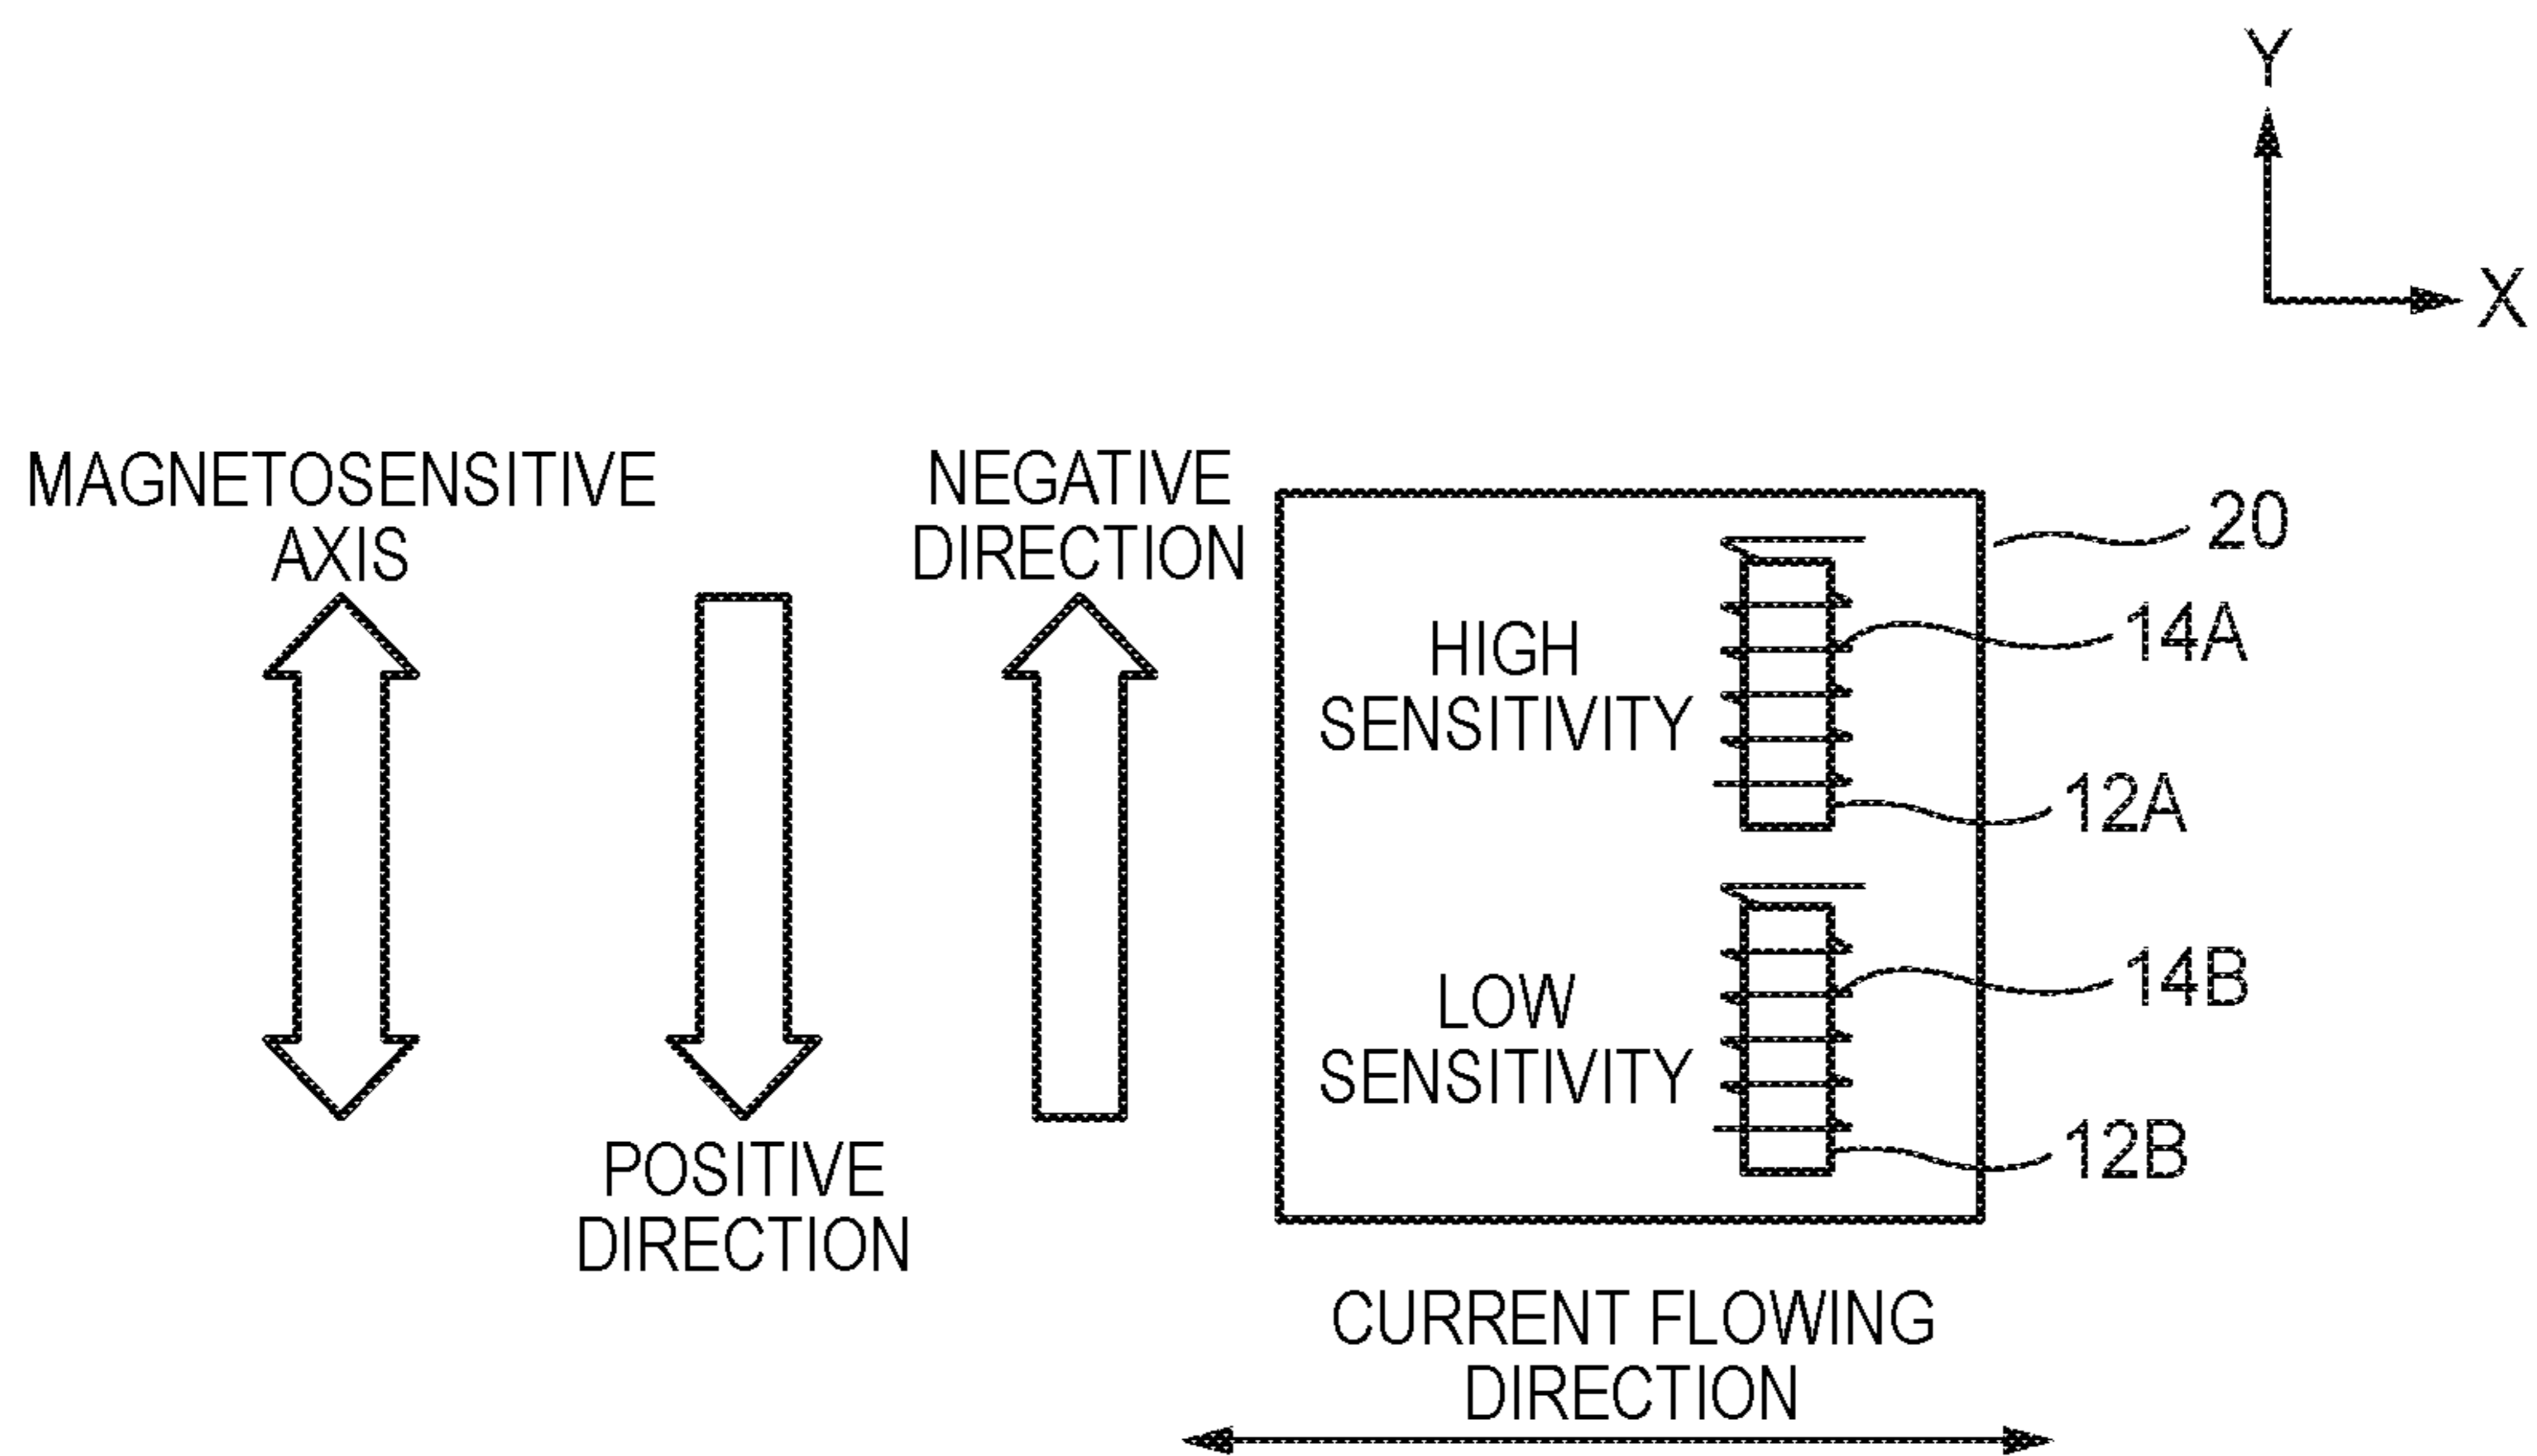 Y
X
MAGNETOSENSITIVE
AXIS
NEGATIVE
DIRECTION
POSITIVE
DIRECTION
HIGH
SENSITIVITY
LOW
SENSITIVITY
20
14A
12A
14B
12B
CURRENT FLOWING
DIRECTION